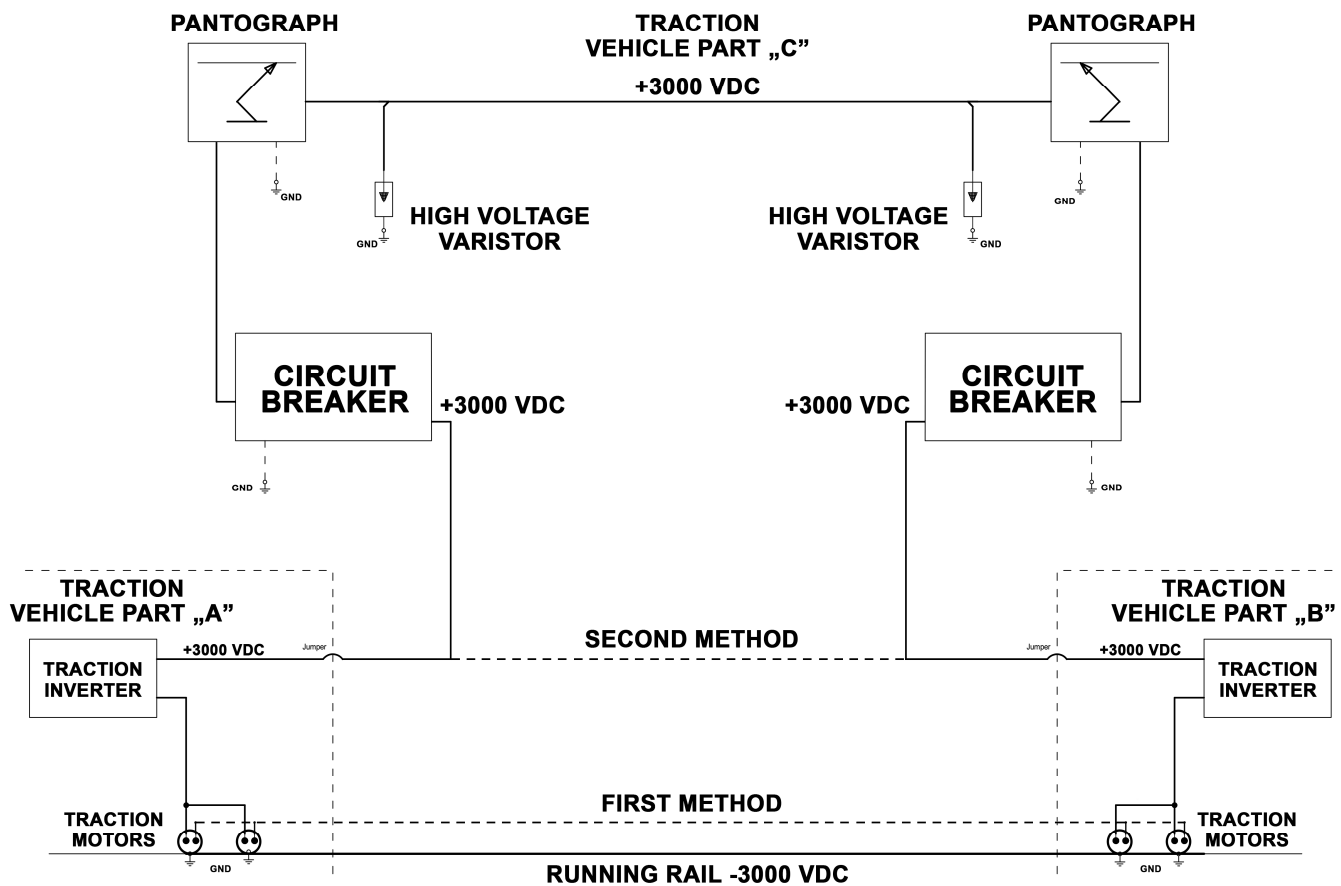 PANTOGRAPH
TRACTION
VEHICLE PART „C”
+3000 VDC
PANTOGRAPH
GND
GND
HIGH VOLTAGE
VARISTOR
GND
HIGH VOLTAGE
VARISTOR
GND
CIRCUIT
BREAKER
+3000 VDC
GND
+3000 VDC
CIRCUIT
BREAKER
GND
TRACTION
VEHICLE PART „A”
TRACTION
VEHICLE PART „B”
TRACTION
INVERTER
+3000 VDC
Jumper
SECOND METHOD
Jumper
+3000 VDC
TRACTION
INVERTER
FIRST METHOD
TRACTION
MOTORS
GND
TRACTION
MOTORS
GND
RUNNING RAIL -3000 VDC